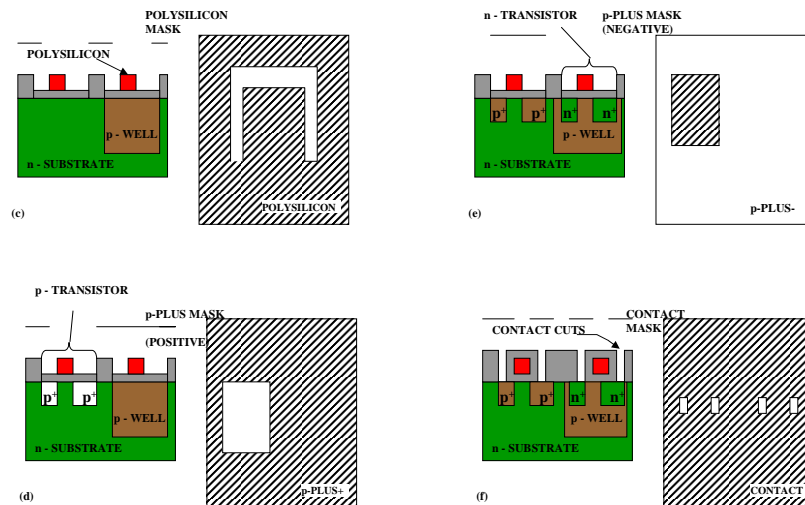 POLYSILICON
MASK
POLYSILICON
p - WELL
n - SUBSTRATE
POLYSILICON
(c)
n - TRANSISTOR
p-PLUS MASK
(NEGATIVE)
p+ p+ n+ n+
p - WELL
n - SUBSTRATE
p-PLUS-
(e)
p - TRANSISTOR
p-PLUS MASK
(POSITIVE)
p+ p+
p - WELL
n - SUBSTRATE
p-PLUS+
(d)
CONTACT
MASK
CONTACT CUTS
p+ p+ n+ n+
p - WELL
n - SUBSTRATE
CONTACT
(f)